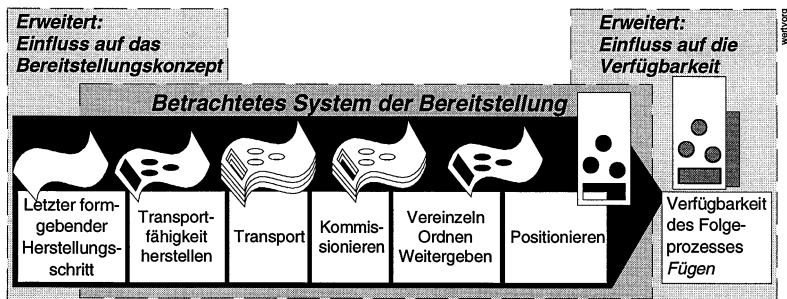 Erweitert:
Einfluss auf das
Bereitstellungskonzept
Erweitert:
Einfluss auf die
Verfügbarkeit
wertvorg
Betrachtetes System der Bereitstellung
Letzter form-
gebender
Herstellungs-
schritt
Transport-
fähigkeit
herstellen
Transport
Kommis-
sionieren
Vereinzeln
Ordnen
Weitergeben
Positionieren
Verfügbarkeit
des Folge-
prozesses
Fügen